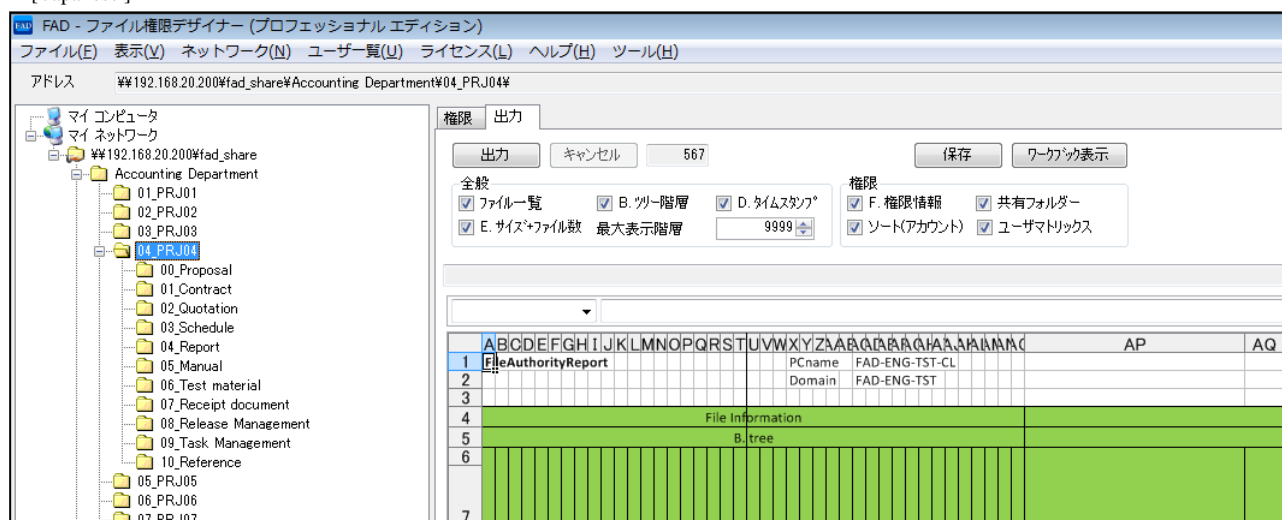 FAD - ファイル権限デザイナー (プロフェッショナル エディション)
ファイル(F) 表示(V) ネットワーク(N) ユーザ一覧(U) ライセンス(L) ヘルプ(H) ツール(H)
アドレス ¥¥192.168.20.200¥fad_share¥Accounting Department¥04_PRJ04¥
マイ コンピュータ
マイ ネットワーク
¥¥192.168.20.200¥fad_share
Accounting Department
01_PRJ01
02_PRJ02
03_PRJ03
04_PRJ04
00_Proposal
01_Contract
02_Quotation
03_Schedule
04_Report
05_Manual
06_Test material
07_Receipt document
08_Release Management
09_Task Management
10_Reference
05_PRJ05
06_PRJ06
07_PRJ07
権限 出力
出力 キャンセル 567 保存 ワークブック表示
全般
ファイル一覧 B. ツリー階層 D. タイムスタンプ
E. サイズ+ファイル数 最大表示階層 9999
権限
F. 権限情報 共有フォルダー
ソート(アカウント) ユーザマトリックス
A B C D E F G H I J K L M N O P Q R S T U V W X Y Z AP AQ
1 FileAuthorityReport PCname FAD-ENG-TST-CL
2 Domain FAD-ENG-TST
3
4 File Information
5 B. tree
6
7